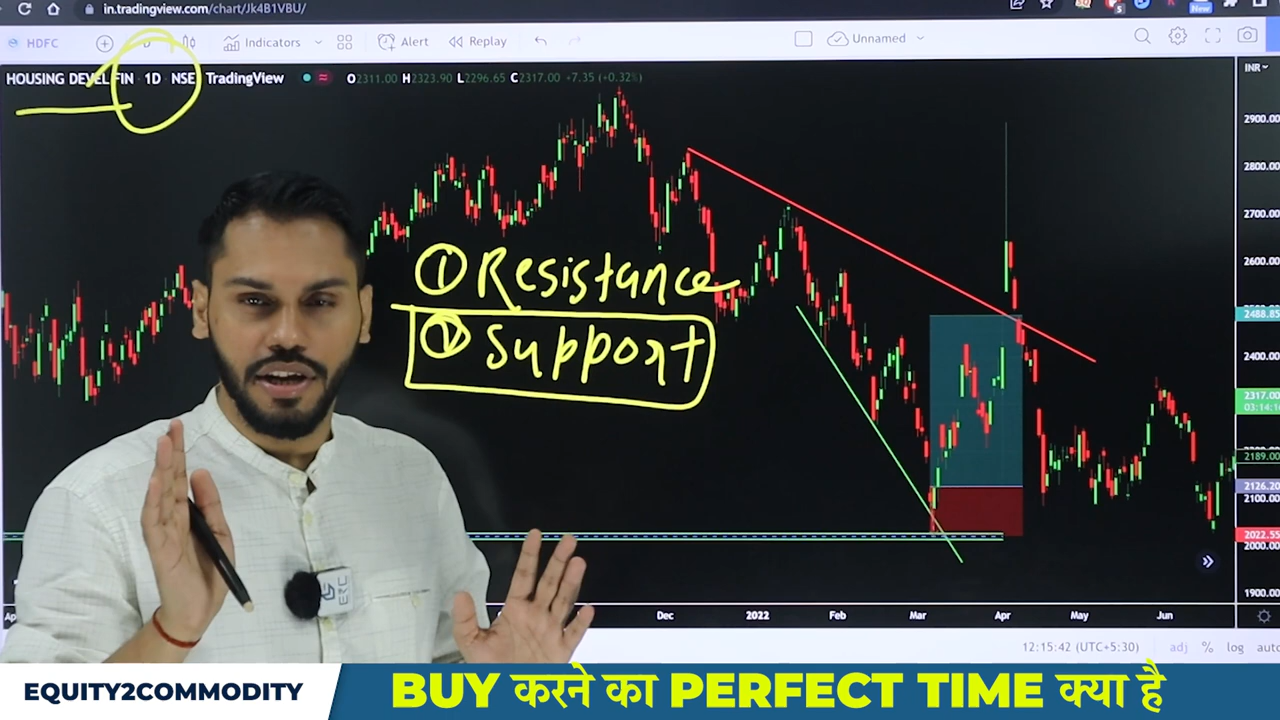 in.tradingview.com/chart/Jk4B1VBU/
New
HDFC
D
Indicators
Alert
Replay
Unnamed
HOUSING DEVEL FIN 1D NSE TradingView
O2311.00 H2323.90 L2296.65 C2317.00 +7.35 (+0.32%)
INR
2900.00
2800.00
2700.00
2600.00
2488.85
2400.00
2317.00
2189.00
2126.20
2100.00
2022.55
2000.00
1900.00
① Resistance
② Support
ERC
Dec 2022 Feb Mar Apr May Jun
12:15:42 (UTC+5:30) adj % log auto
EQUITY2COMMODITY
BUY करने का PERFECT TIME क्या है